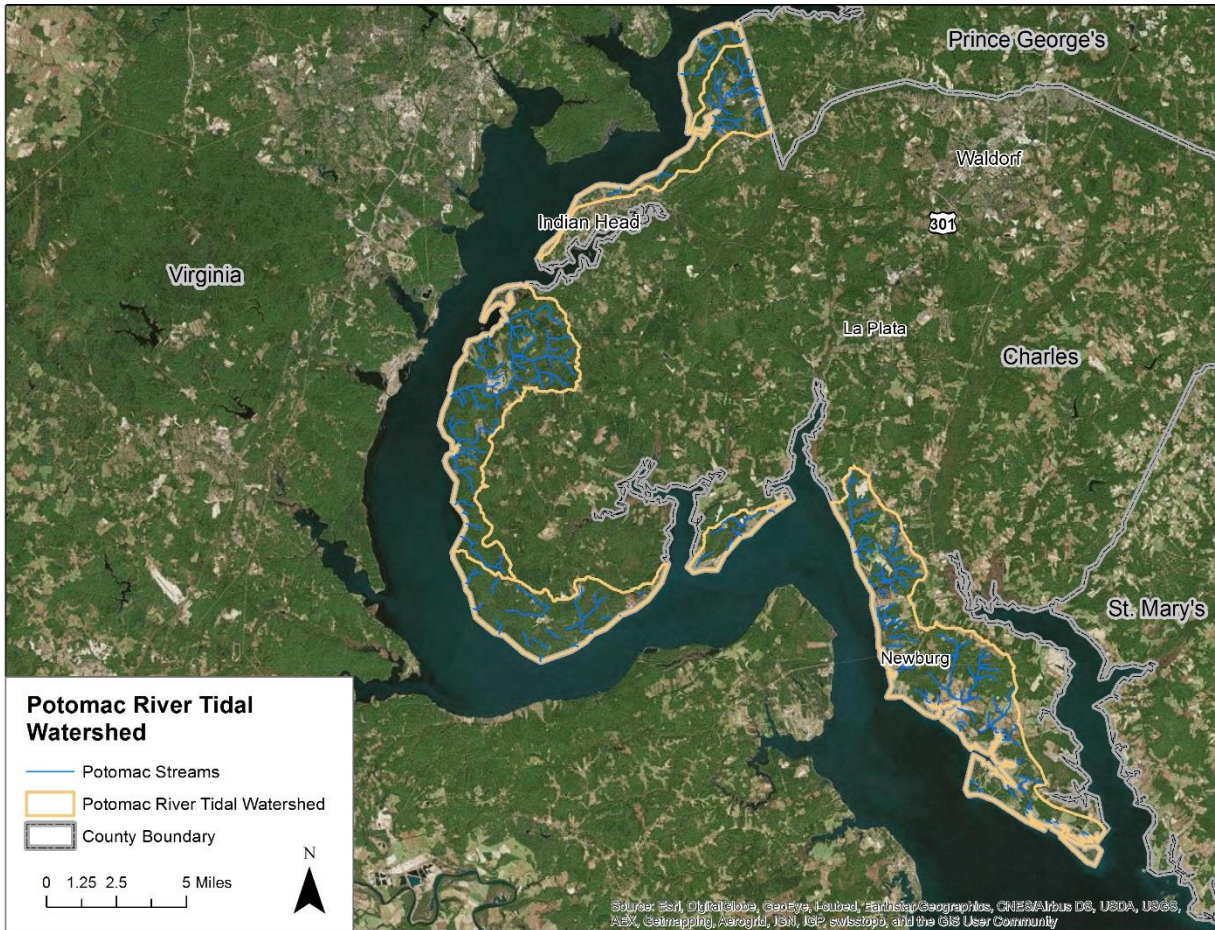 Prince George's
Waldorf
301
Indian Head
Virginia
La Plata
Charles
St. Mary's
Newburg
Potomac River Tidal
Watershed
Potomac Streams
Potomac River Tidal Watershed
County Boundary
N
0 1.25 2.5 5 Miles
Source: Esri, DigitalGlobe, GeoEye, i-cubed, Earthstar Geographics, CNES/Airbus DS, USDA, USGS,
AEX, Getmapping, Aerogrid, IGN, IGP, swisstopo, and the GIS User Community